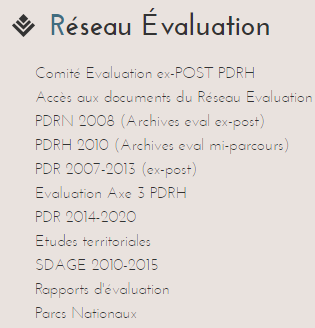 Réseau Évaluation
Comité Evaluation ex-POST PDRH
Accès aux documents du Réseau Evaluation
PDRN 2008 (Archives eval ex-post)
PDRH 2010 (Archives eval mi-parcours)
PDR 2007-2013 (ex-post)
Evaluation Axe 3 PDRH
PDR 2014-2020
Etudes territoriales
SDAGE 2010-2015
Rapports d'évaluation
Parcs Nationaux